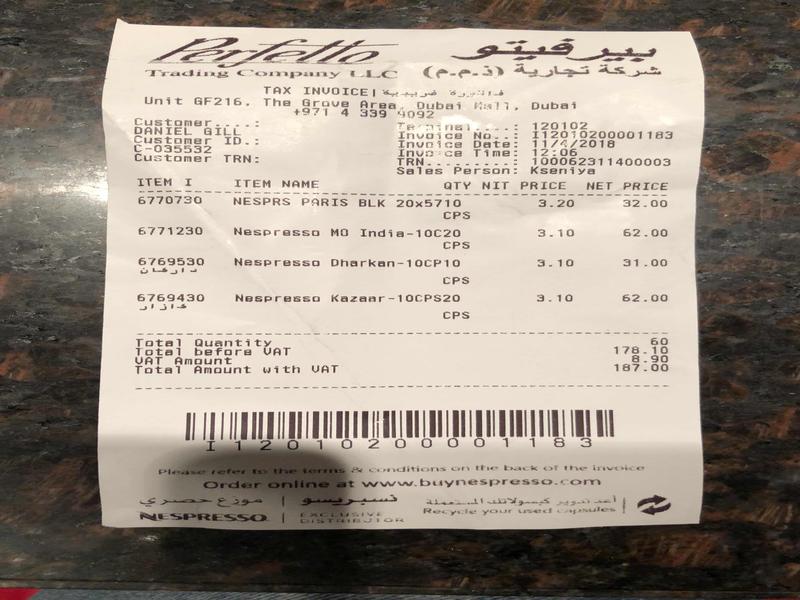 Perfetto بيرفيتو
Trading Company LLC شركة تجارية (ذ.م.م)
TAX INVOICE| فاتورة ضريبية
Unit GF216, The Grove Area, Dubai Mall, Dubai
+971 4 339 9092
Customer....:
DANIEL GILL
Customer ID.:
C-035532
Customer TRN:
Terminal....: 120102
Invoice No..: I12010200001183
Invoice Date: 11/4/2018
Invoice Time: 12:06
TRN.........: 100062311400003
Sales Person: Kseniya
ITEM I ITEM NAME QTY NIT PRICE NET PRICE
6770730 NESPRS PARIS BLK 20x5710 3.20 32.00
CPS
6771230 Nespresso MO India-10C20 3.10 62.00
CPS
6769530 Nespresso Dharkan-10CP10 3.10 31.00
داركان
CPS
6769430 Nespresso Kazaar-10CPS20 3.10 62.00
كازار
CPS
Total Quantity 60
Total before VAT 178.10
VAT Amount 8.90
Total Amount with VAT 187.00
I12010200001183
Please refer to the terms & conditions on the back of the invoice
Order online at www.buynespresso.com
موزع حصري | نسبريسو
NESPRESSO | EXCLUSIVE DISTRIBUTOR
أعد تدوير كبسولاتك المستعملة
Recycle your used capsules